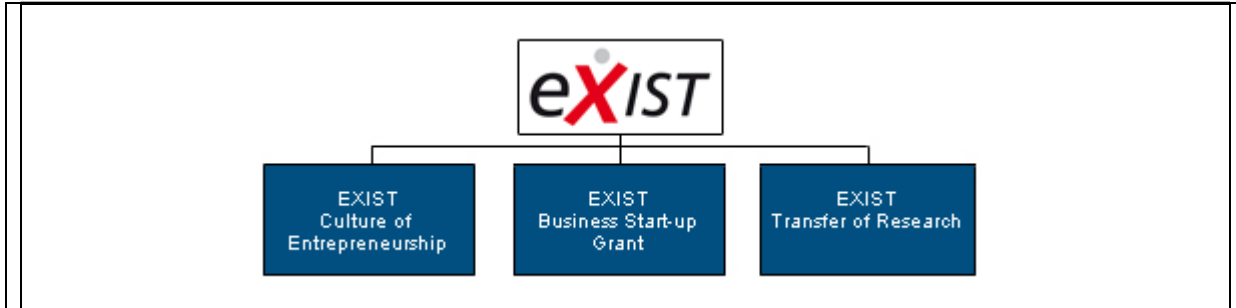 eXIST
EXIST
Culture of
Entrepreneurship
EXIST
Business Start-up
Grant
EXIST
Transfer of Research